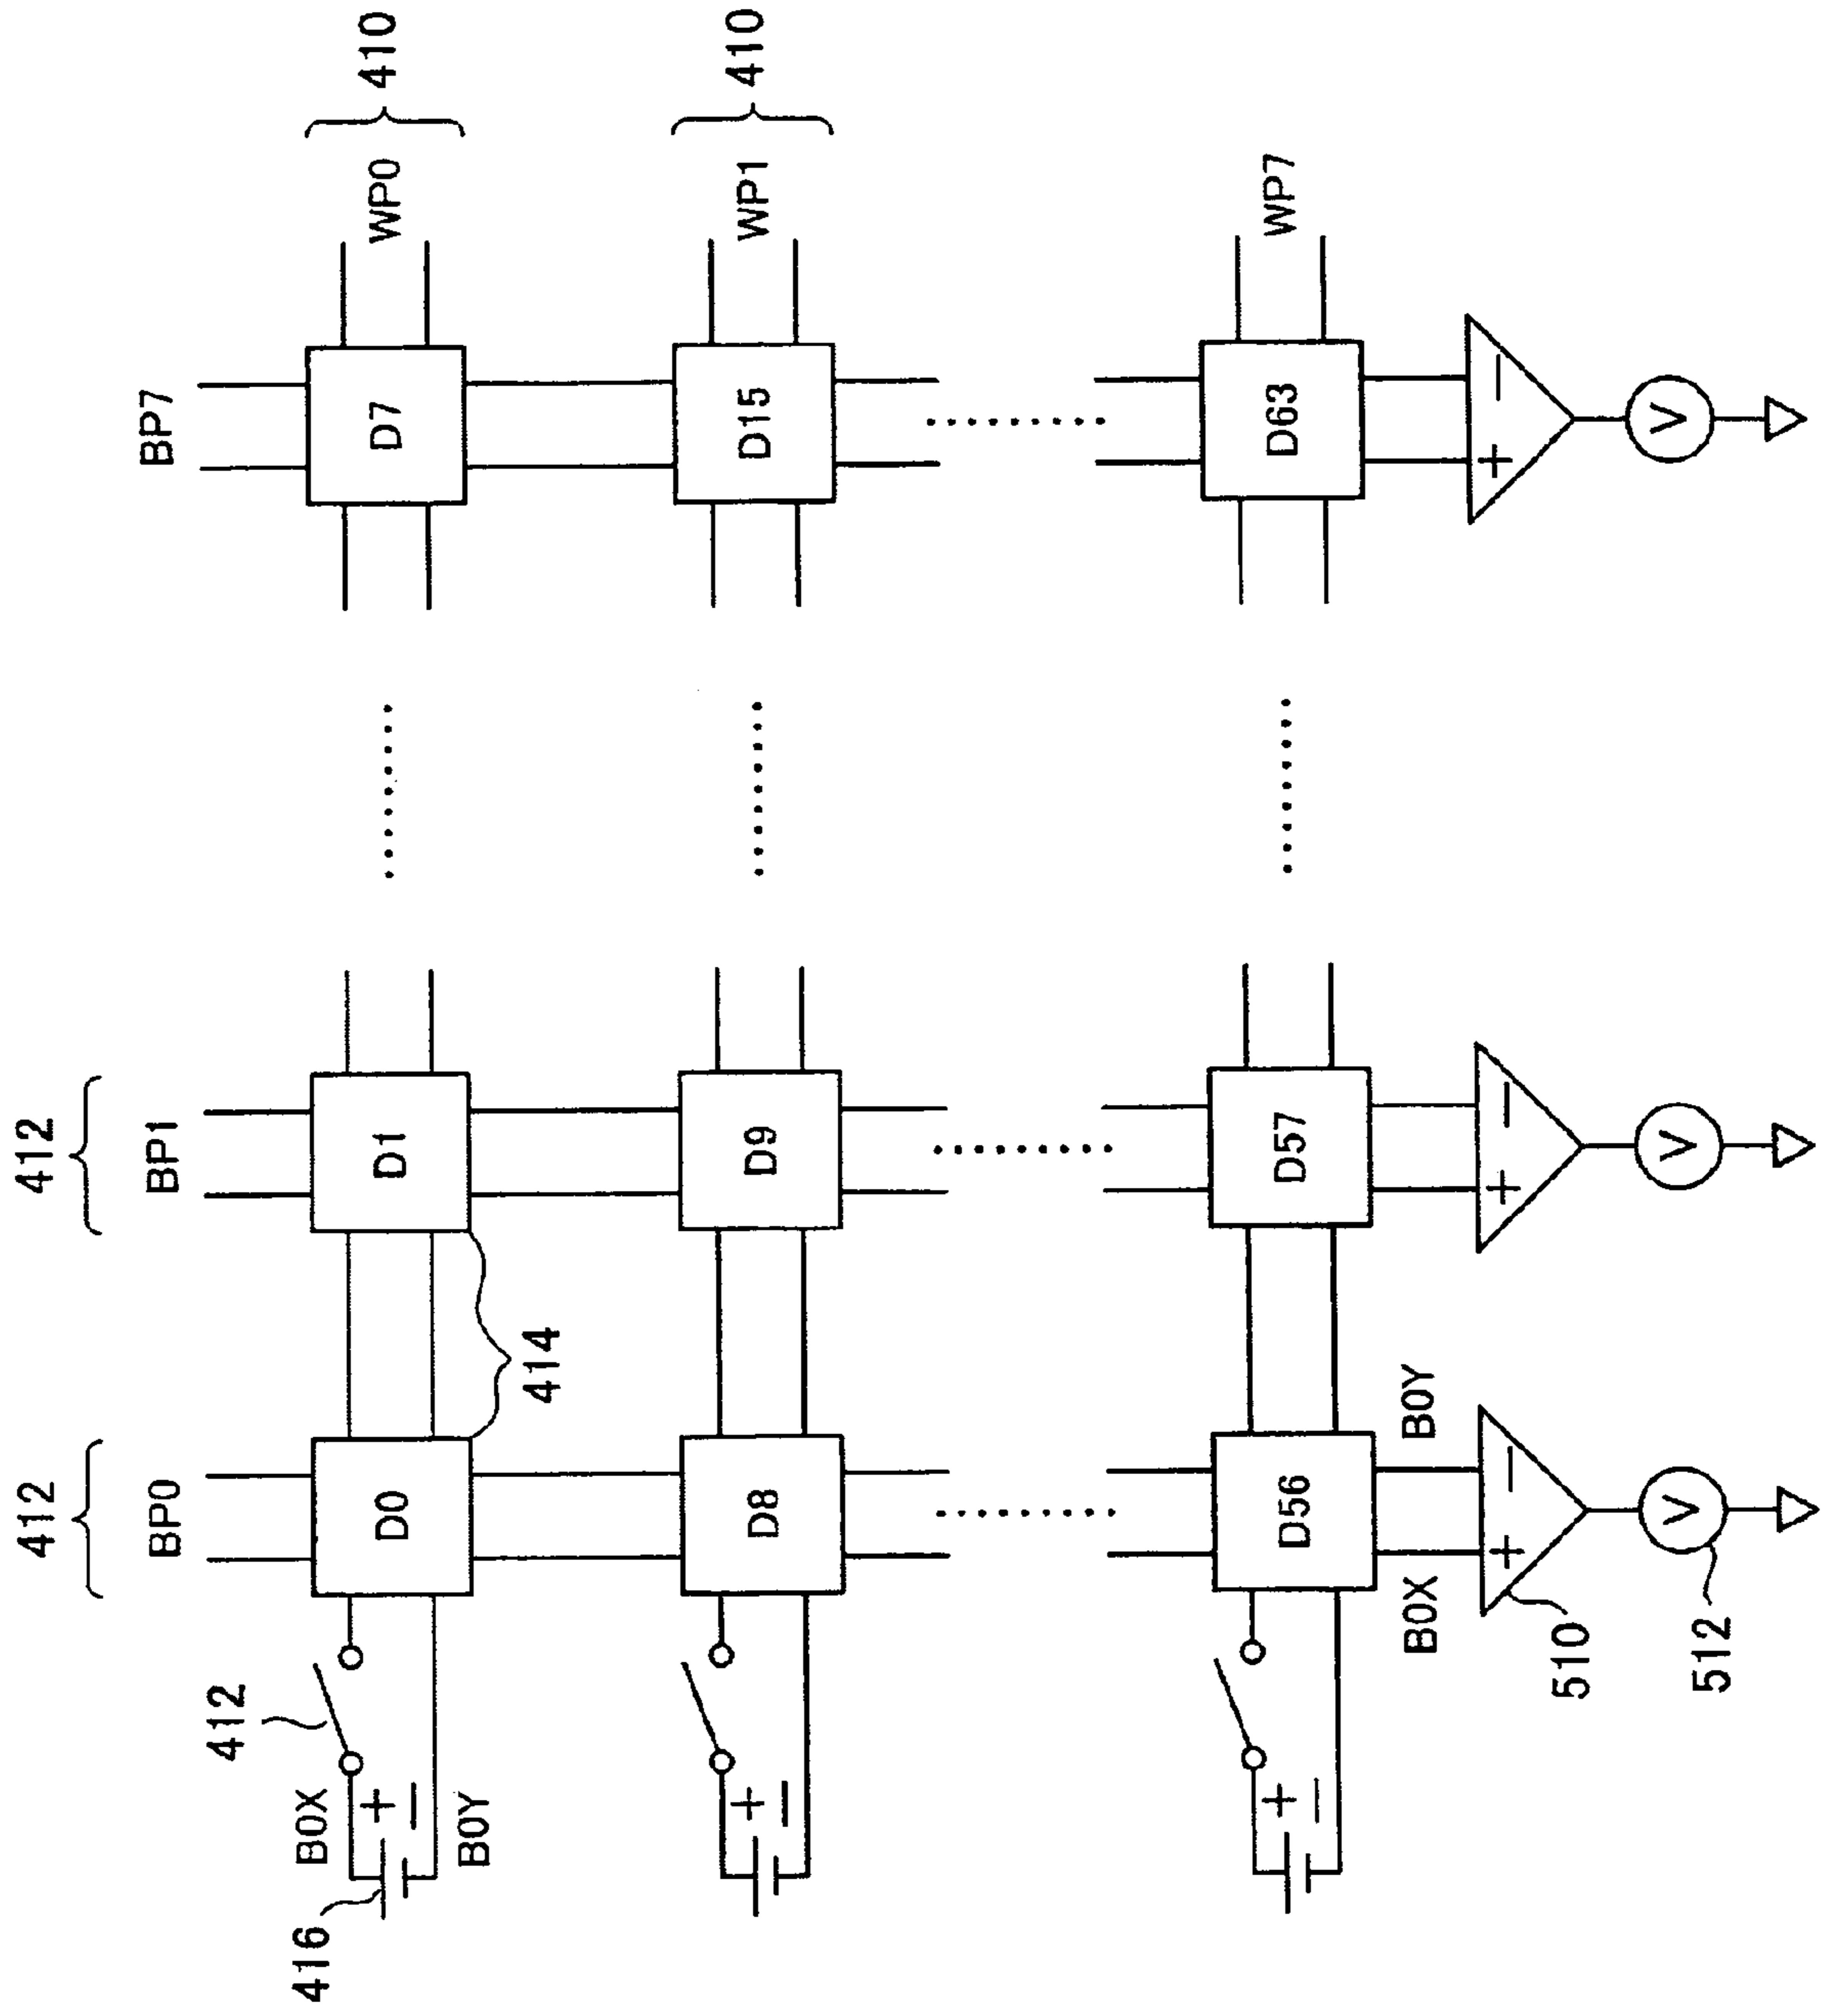 412 412
BP0 BP1 BP7
412
416 B0X
+ D0 D1 D7 WP0 410
−
B0Y
414
+ D8 D9 D15 WP1 410
−
+ D56 D57 D63 WP7
−
B0X B0Y
+ − + − + −
510
V V V
512